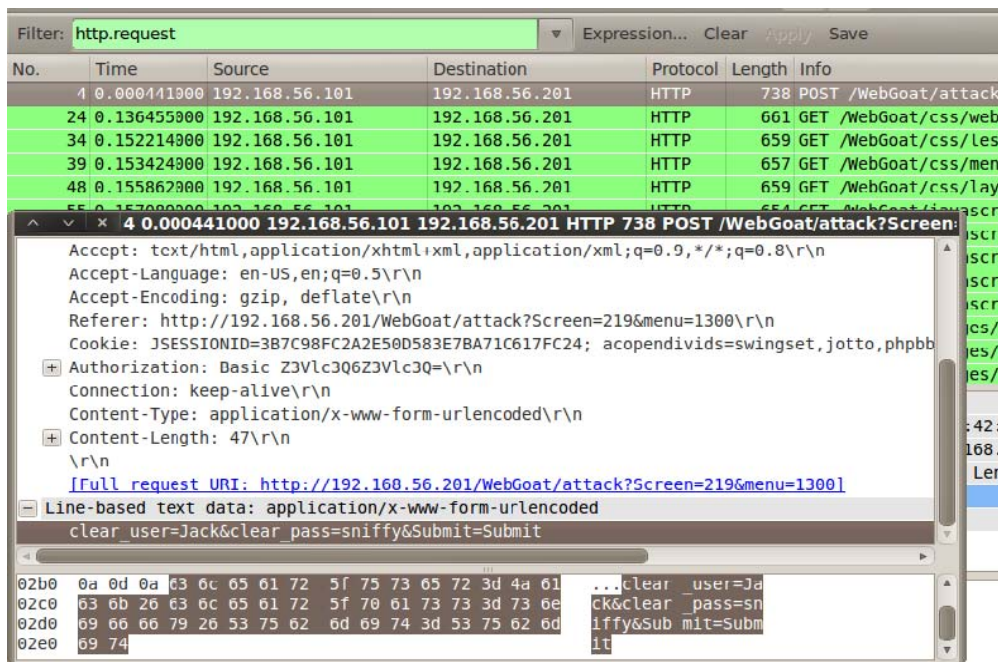 Filter: http.request Expression... Clear Apply Save
No. Time Source Destination Protocol Length Info
4 0.000441000 192.168.56.101 192.168.56.201 HTTP 738 POST /WebGoat/attack
24 0.136455000 192.168.56.101 192.168.56.201 HTTP 661 GET /WebGoat/css/web
34 0.152214000 192.168.56.101 192.168.56.201 HTTP 659 GET /WebGoat/css/les
39 0.153424000 192.168.56.101 192.168.56.201 HTTP 657 GET /WebGoat/css/men
48 0.155862000 192.168.56.101 192.168.56.201 HTTP 659 GET /WebGoat/css/lay
4 0.000441000 192.168.56.101 192.168.56.201 HTTP 738 POST /WebGoat/attack?Screen=
Accept: text/html,application/xhtml+xml,application/xml;q=0.9,*/*;q=0.8\r\n
Accept-Language: en-US,en;q=0.5\r\n
Accept-Encoding: gzip, deflate\r\n
Referer: http://192.168.56.201/WebGoat/attack?Screen=219&menu=1300\r\n
Cookie: JSESSIONID=3B7C98FC2A2E50D583E7BA71C617FC24; acopendivids=swingset,jotto,phpbb
Authorization: Basic Z3Vlc3Q6Z3Vlc3Q=\r\n
Connection: keep-alive\r\n
Content-Type: application/x-www-form-urlencoded\r\n
Content-Length: 47\r\n
\r\n
[Full request URI: http://192.168.56.201/WebGoat/attack?Screen=219&menu=1300]
Line-based text data: application/x-www-form-urlencoded
clear_user=Jack&clear_pass=sniffy&Submit=Submit
02b0 0a 0d 0a 63 6c 65 61 72 5f 75 73 65 72 3d 4a 61 ...clear _user=Ja
02c0 63 6b 26 63 6c 65 61 72 5f 70 61 73 73 3d 73 6e ck&clear _pass=sn
02d0 69 66 66 79 26 53 75 62 6d 69 74 3d 53 75 62 6d iffy&Sub mit=Subm
02e0 69 74 it